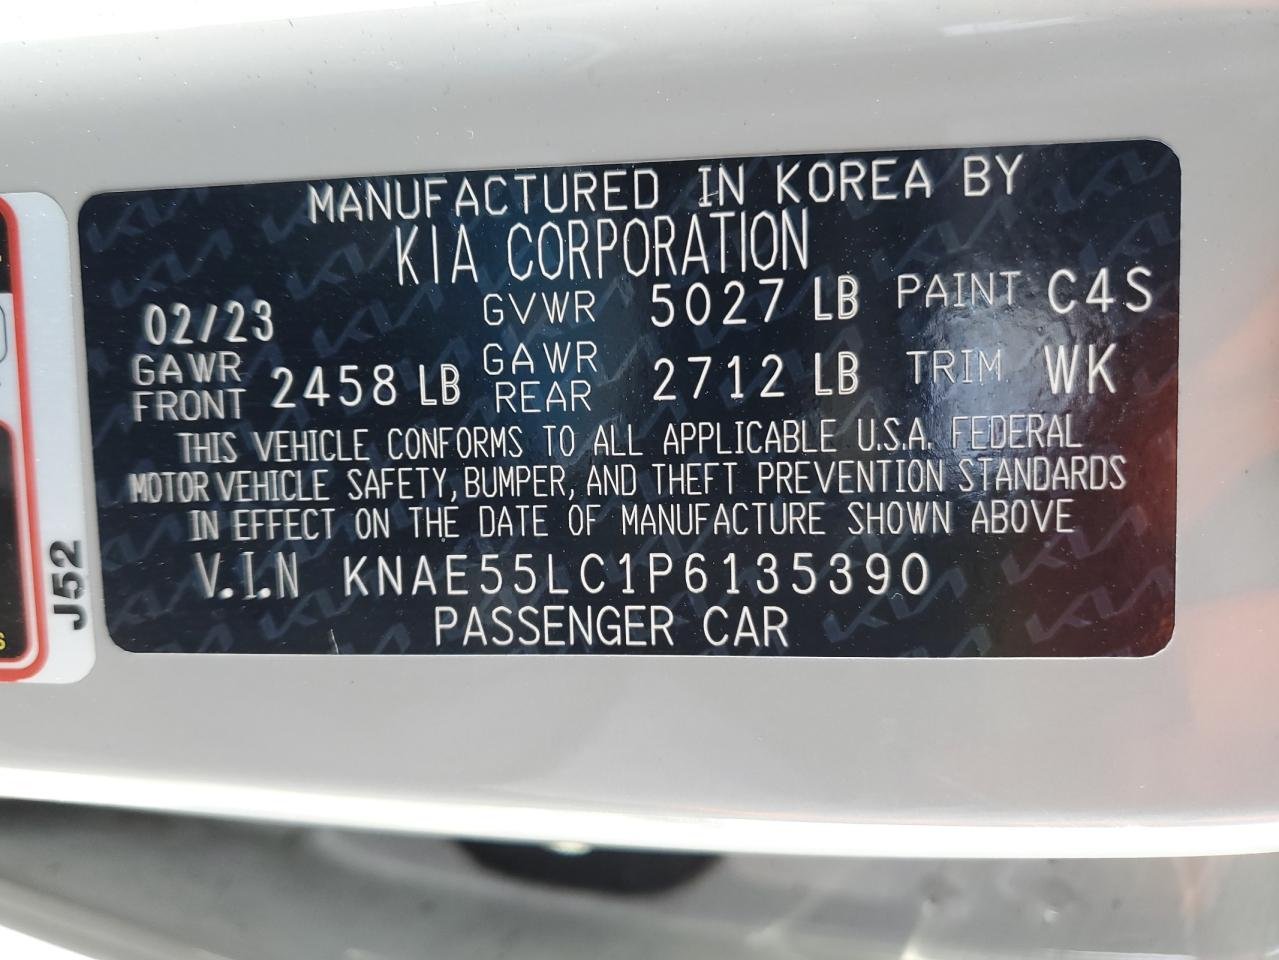 MANUFACTURED IN KOREA BY
KIA CORPORATION
02/23 GVWR 5027 LB PAINT C4S
GAWR FRONT 2458 LB GAWR REAR 2712 LB TRIM WK
THIS VEHICLE CONFORMS TO ALL APPLICABLE U.S.A. FEDERAL
MOTOR VEHICLE SAFETY, BUMPER, AND THEFT PREVENTION STANDARDS
IN EFFECT ON THE DATE OF MANUFACTURE SHOWN ABOVE
V.I.N KNAE55LC1P6135390
PASSENGER CAR
J52